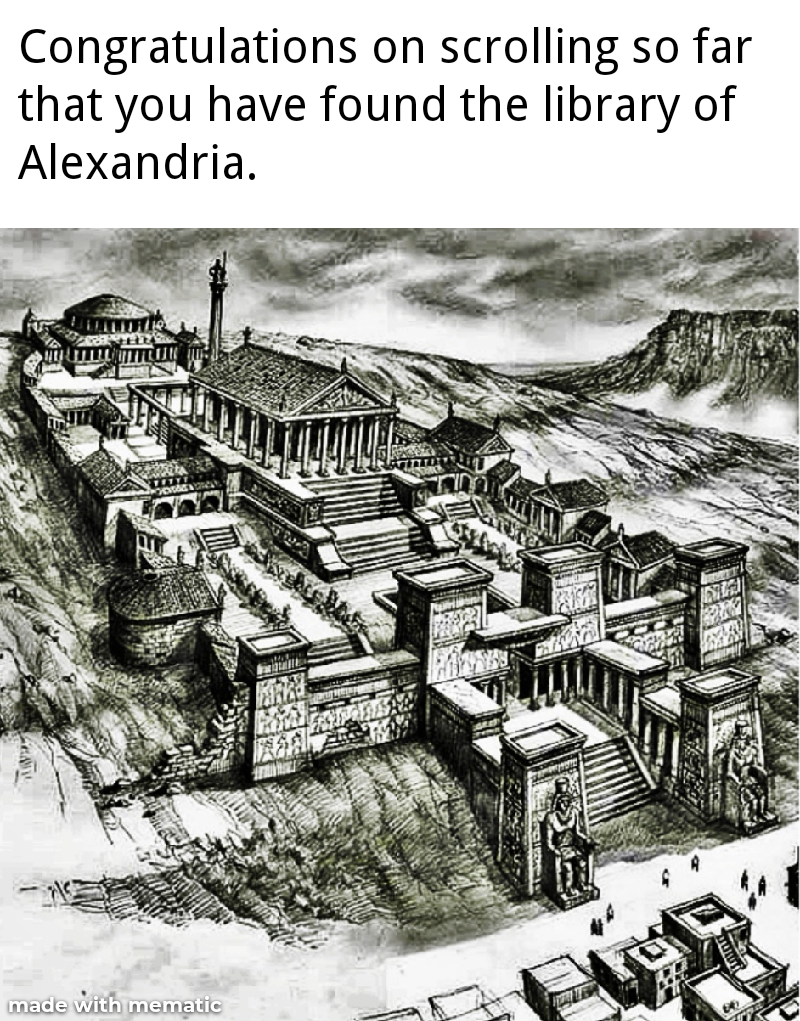 Congratulations on scrolling so far
that you have found the library of
Alexandria.
made with mematic